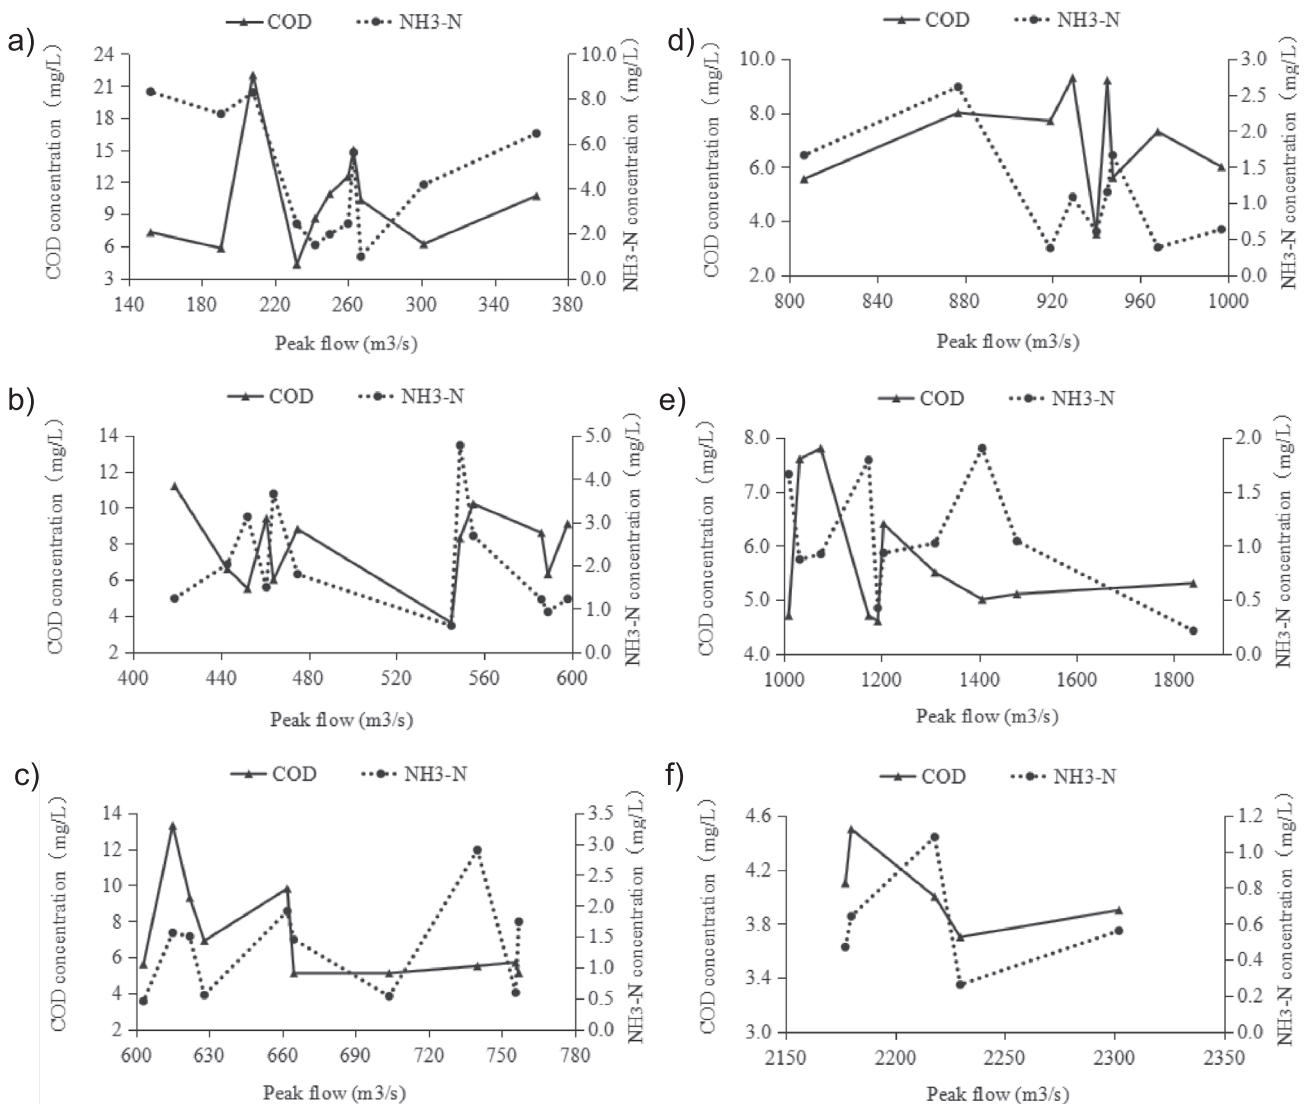 a)
COD NH3-N
COD concentration (mg/L)
24
21
18
15
12
9
6
3
10.0
8.0
6.0
4.0
2.0
0.0
NH3-N concentration (mg/L)
140 180 220 260 300 340 380
Peak flow (m3/s)
d)
COD NH3-N
COD concentration (mg/L)
10.0
8.0
6.0
4.0
2.0
3.0
2.5
2.0
1.5
1.0
0.5
0.0
NH3-N concentration (mg/L)
800 840 880 920 960 1000
Peak flow (m3/s)
b)
COD NH3-N
COD concentration (mg/L)
14
12
10
8
6
4
2
5.0
4.0
3.0
2.0
1.0
0.0
NH3-N concentration (mg/L)
400 440 480 520 560 600
Peak flow (m3/s)
e)
COD NH3-N
COD concentration (mg/L)
8.0
7.0
6.0
5.0
4.0
2.0
1.5
1.0
0.5
0.0
NH3-N concentration (mg/L)
1000 1200 1400 1600 1800
Peak flow (m3/s)
c)
COD NH3-N
COD concentration (mg/L)
14
12
10
8
6
4
2
3.5
3.0
2.5
2.0
1.5
1.0
0.5
0.0
NH3-N concentration (mg/L)
600 630 660 690 720 750 780
Peak flow (m3/s)
f)
COD NH3-N
COD concentration (mg/L)
4.6
4.2
3.8
3.4
3.0
1.2
1.0
0.8
0.6
0.4
0.2
0.0
NH3-N concentration (mg/L)
2150 2200 2250 2300 2350
Peak flow (m3/s)